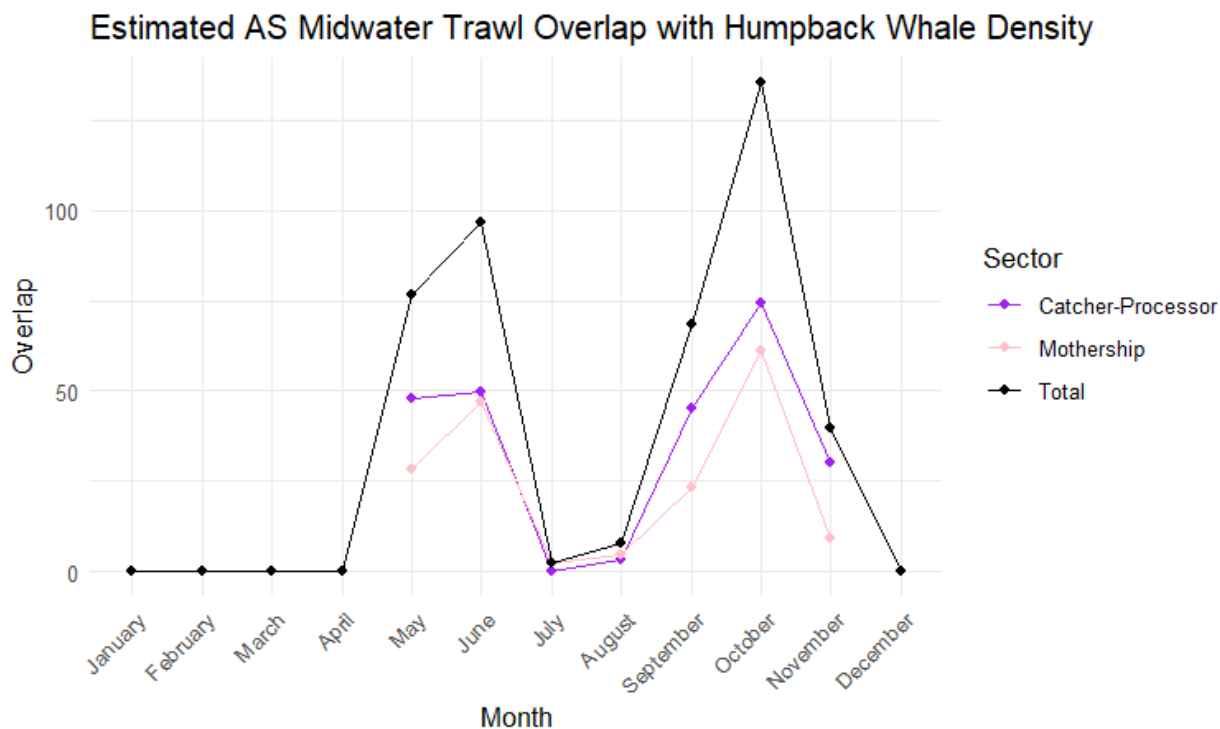 Estimated AS Midwater Trawl Overlap with Humpback Whale Density
100
50
0
Overlap
January
February
March
April
May
June
July
August
September
October
November
December
Month
Sector
Catcher-Processor
Mothership
Total